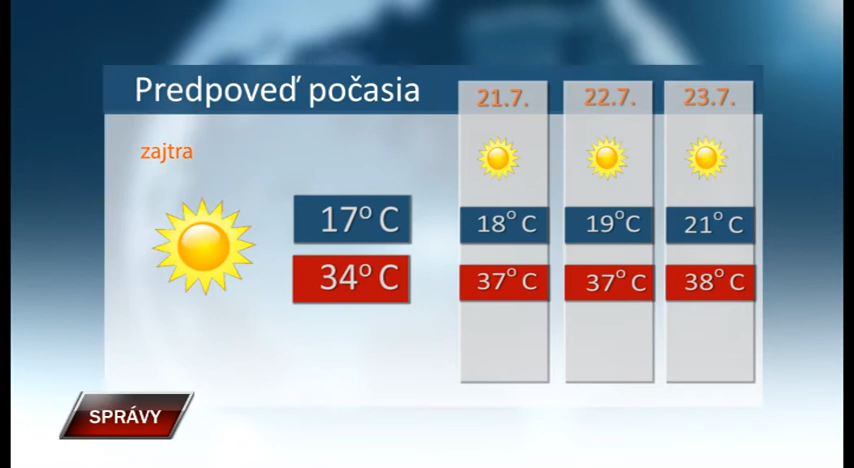 Predpoveď počasia
zajtra
17° C
34° C
21.7. 22.7. 23.7.
18° C 19°C 21° C
37° C 37° C 38° C
SPRÁVY